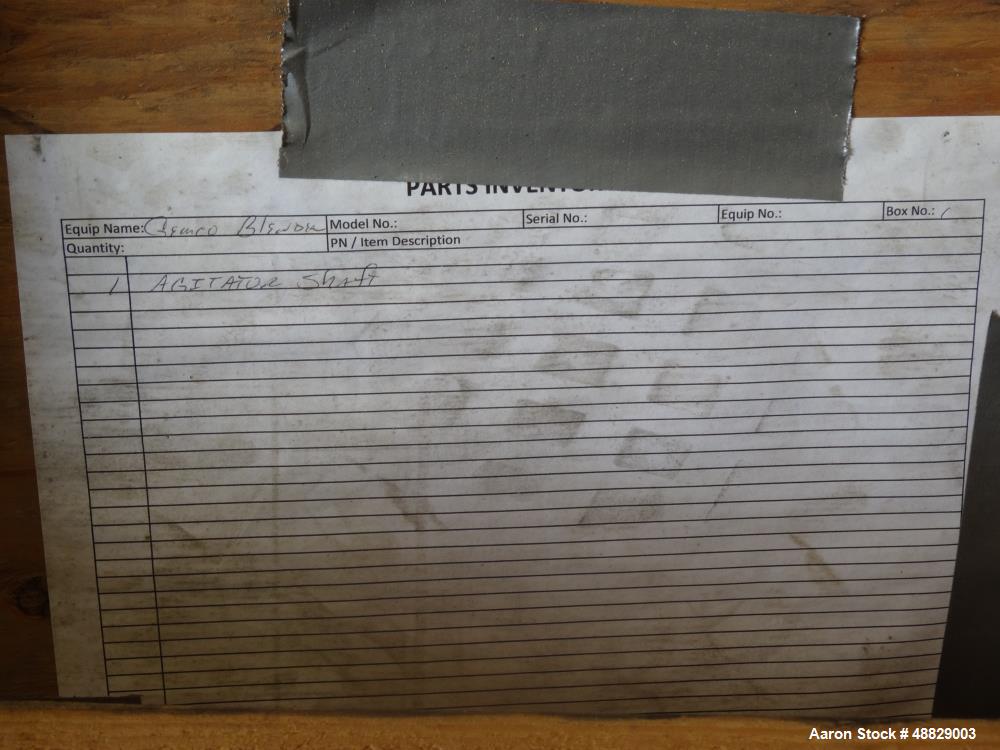 PARTS INVENTO
Equip Name: Gemco Blender Model No.: Serial No.: Equip No.: Box No.: 1
Quantity: PN / Item Description
1 AGITATOR Shaft
Aaron Stock # 48829003